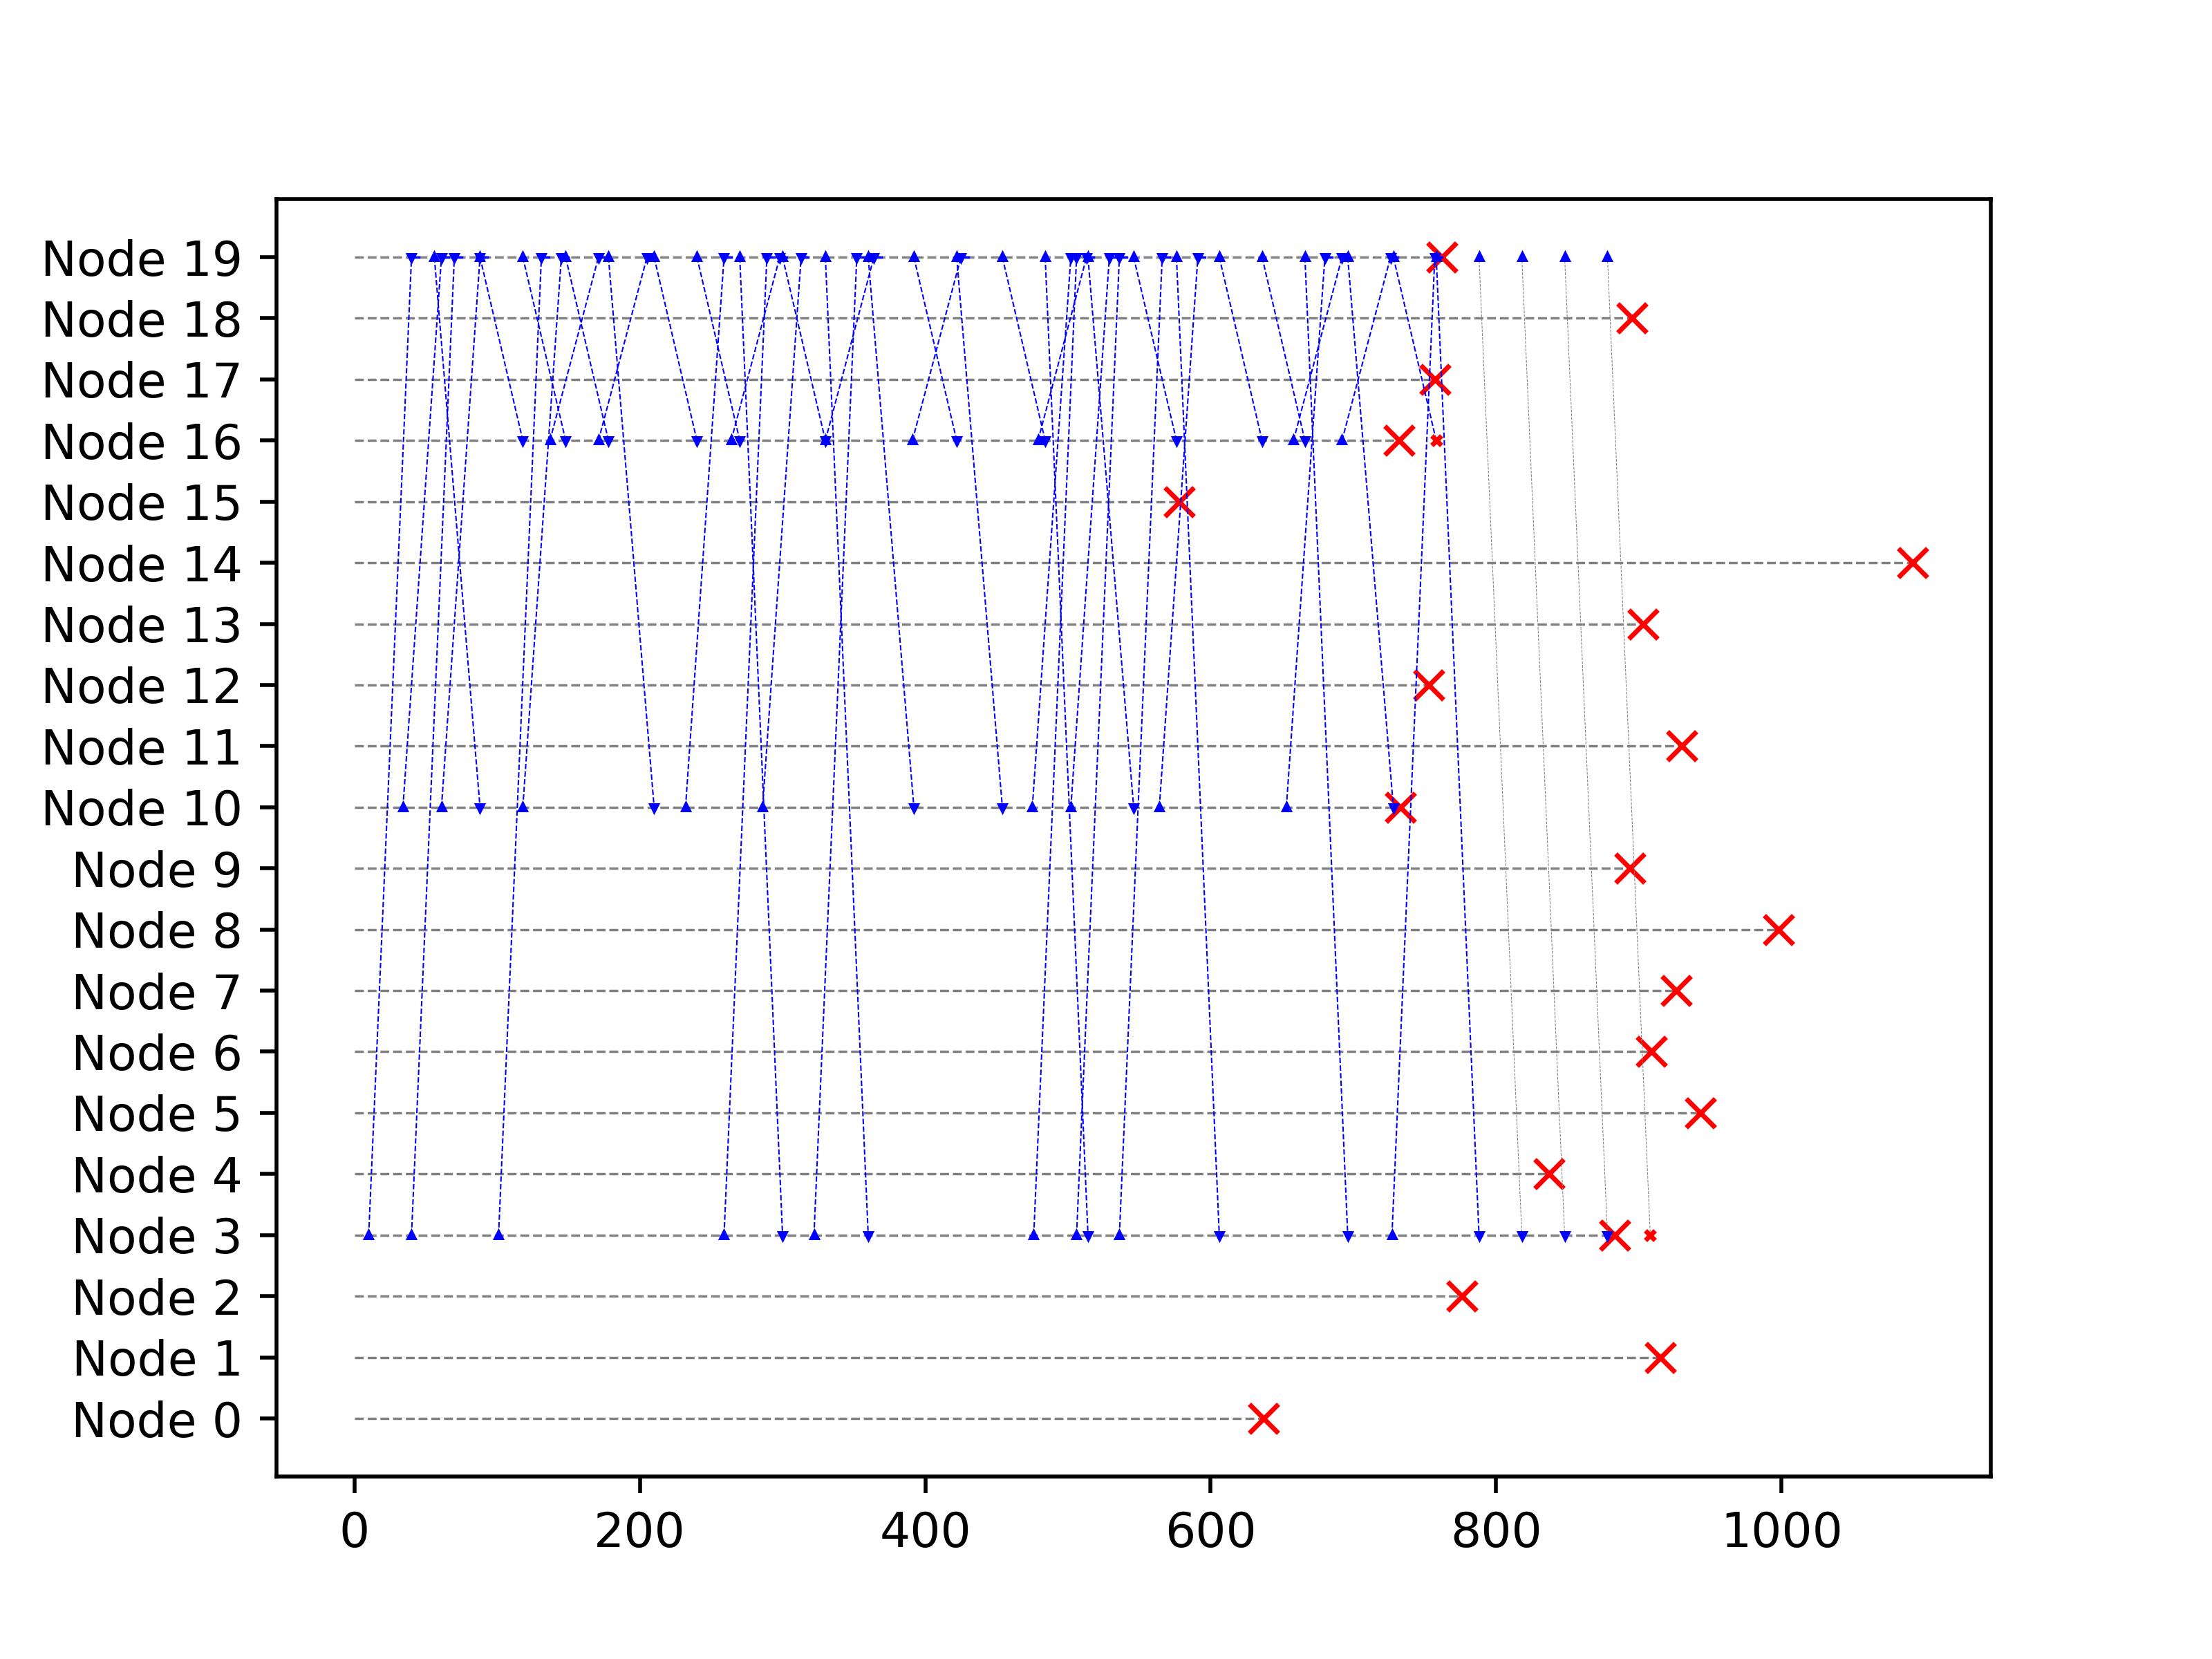 Node 19
Node 18
Node 17
Node 16
Node 15
Node 14
Node 13
Node 12
Node 11
Node 10
Node 9
Node 8
Node 7
Node 6
Node 5
Node 4
Node 3
Node 2
Node 1
Node 0
0 200 400 600 800 1000